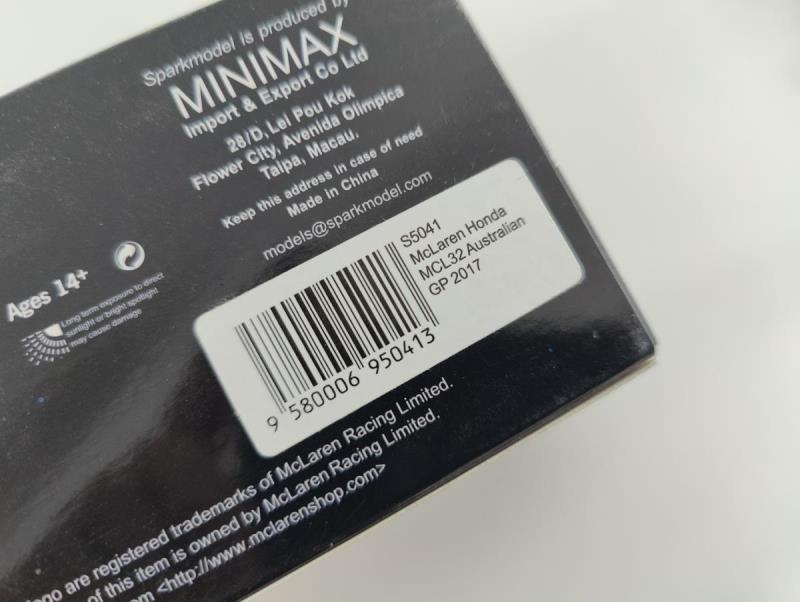 Sparkmodel is produced by
MINIMAX
Import & Export Co Ltd
28/D, Lei Pou Kok
Flower City, Avenida Olimpica
Taipa, Macau.
Keep this address in case of need
Made in China
models@sparkmodel.com
Ages 14+
Long term exposure to direct
sunlight or bright spotlight
may cause damage
S5041
McLaren Honda
MCL32 Australian
GP 2017
9 580006 950413
are registered trademarks of McLaren Racing Limited.
of this item is owned by McLaren Racing Limited.
<http://www.mclarenshop.com>